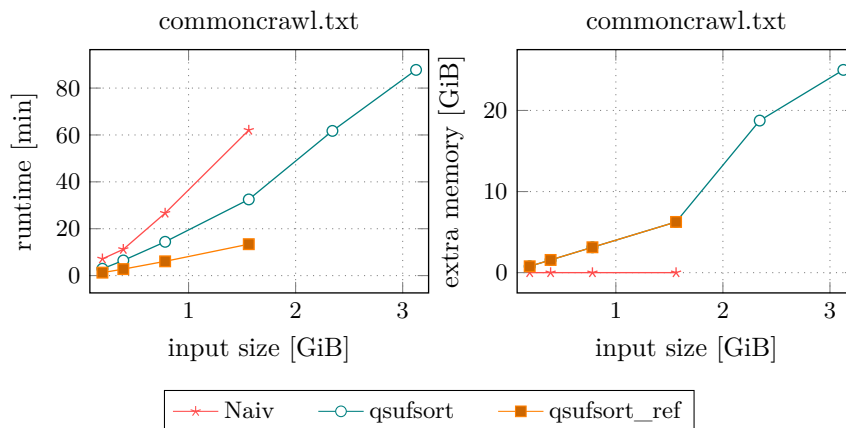 commoncrawl.txt
runtime [min]
80
60
40
20
0
1
2
3
input size [GiB]
commoncrawl.txt
extra memory [GiB]
20
10
0
1
2
3
input size [GiB]
Naiv
qsufsort
qsufsort_ref